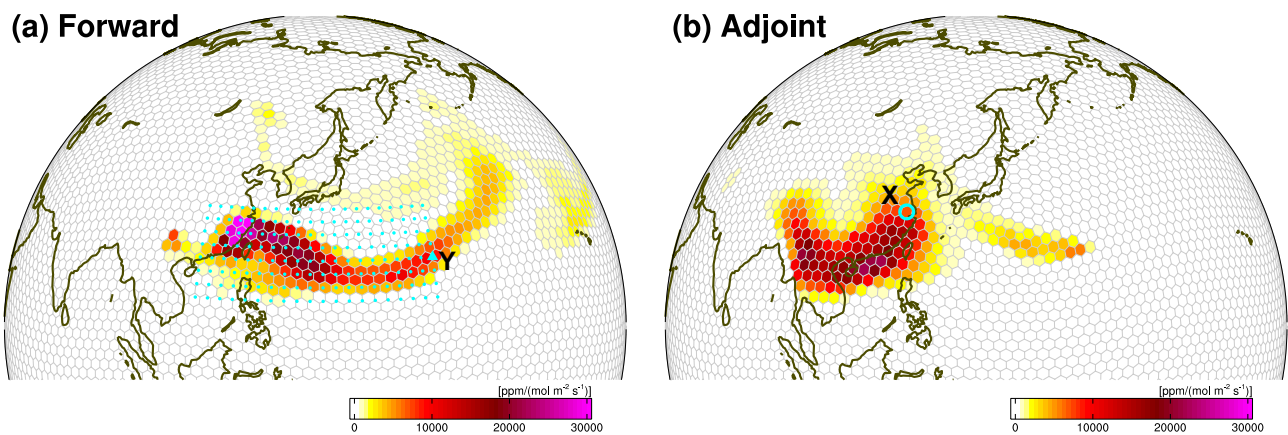 (a) Forward
(b) Adjoint
X
Y
[ppm/(mol m⁻² s⁻¹)]
0 10000 20000 30000
[ppm/(mol m⁻² s⁻¹)]
0 10000 20000 30000